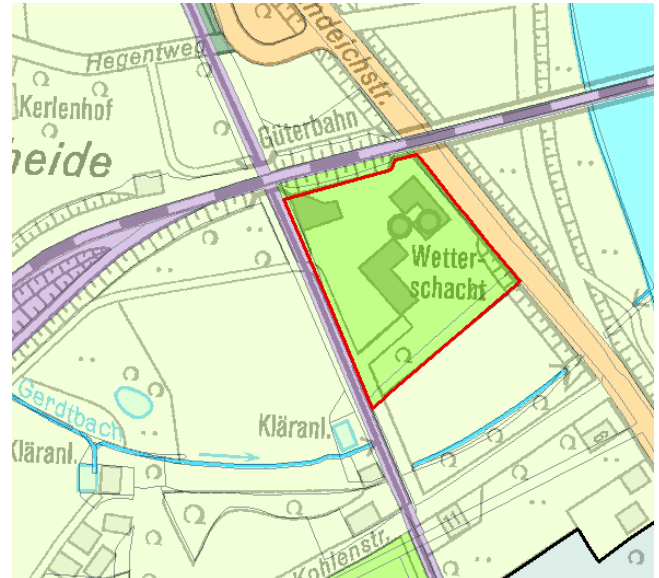 Hegentweg
ndeichstr.
Kerlenhof
Güterbahn
heide
Wetter-
schacht
Gerdtbach
Kläranl.
Kläranl.
Kohlenstr.